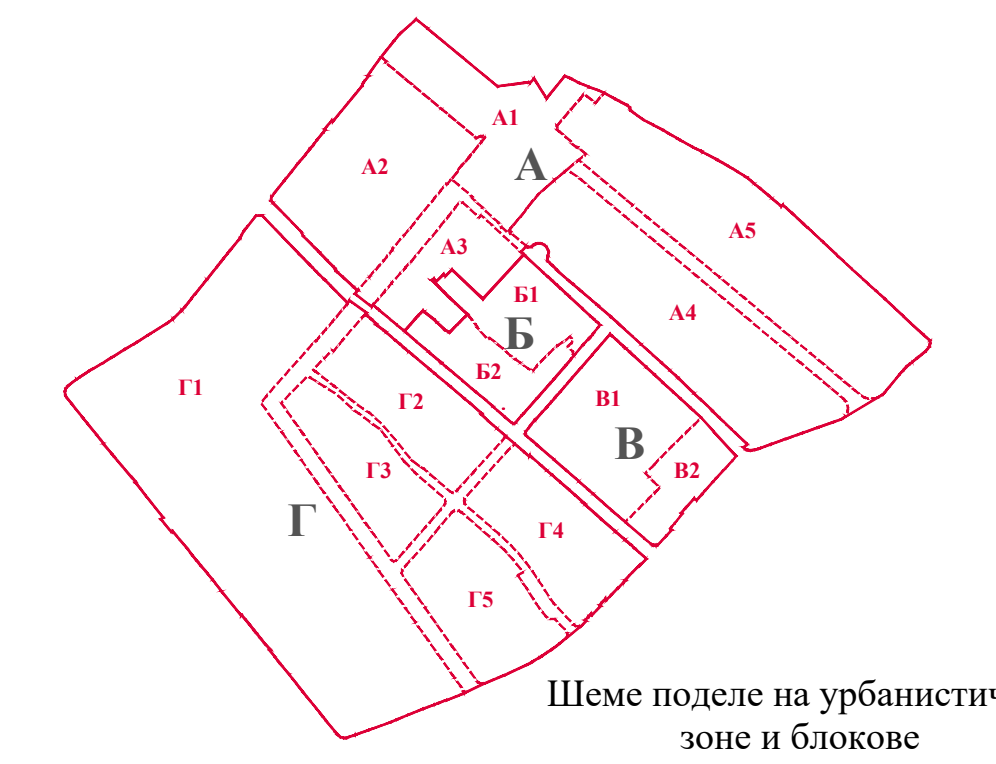 А1
А
А2
А5
А3
Б1
А4
Б
Б2
Г1
Г2
В1
В
В2
Г3
Г
Г4
Г5
Шеме поделе на урбанистич
зоне и блокове